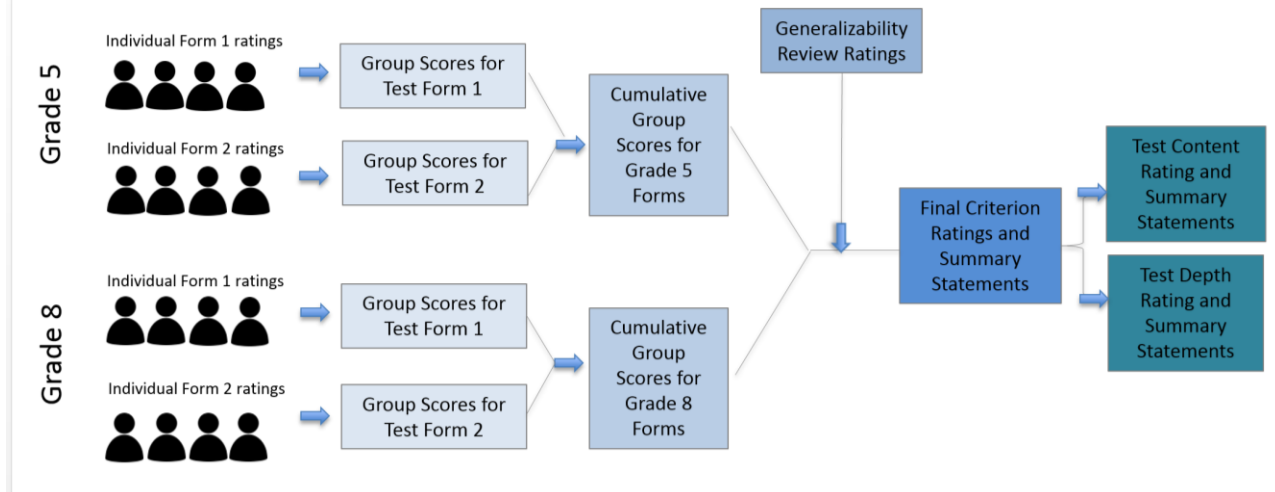 Grade 5
Individual Form 1 ratings
Group Scores for
Test Form 1
Individual Form 2 ratings
Group Scores for
Test Form 2
Cumulative
Group
Scores for
Grade 5
Forms
Grade 8
Individual Form 1 ratings
Group Scores for
Test Form 1
Individual Form 2 ratings
Group Scores for
Test Form 2
Cumulative
Group
Scores for
Grade 8
Forms
Generalizability
Review Ratings
Final Criterion
Ratings and
Summary
Statements
Test Content
Rating and
Summary
Statements
Test Depth
Rating and
Summary
Statements